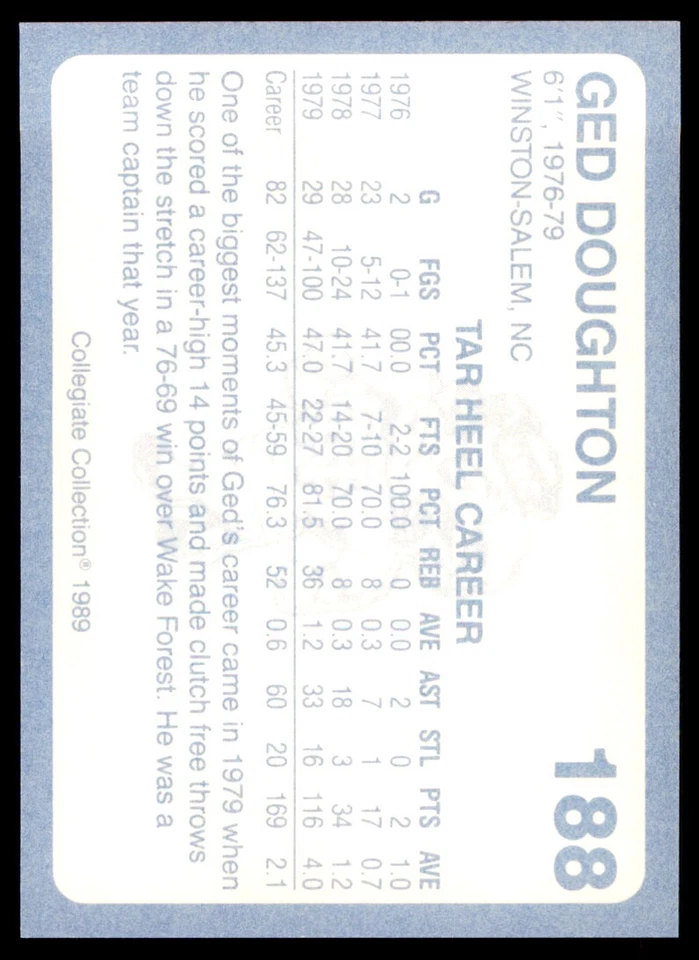 GED DOUGHTON 188
6'1", 1976-79
WINSTON-SALEM, NC
TAR HEEL CAREER
G FGS PCT FTS PCT REB AVE AST STL PTS AVE
1976 2 0-1 00.0 2-2 100.0 0 0.0 2 0 2 1.0
1977 23 5-12 41.7 7-10 70.0 8 0.3 7 1 17 0.7
1978 28 10-24 41.7 14-20 70.0 8 0.3 18 3 34 1.2
1979 29 47-100 47.0 22-27 81.5 36 1.2 33 16 116 4.0
Career 82 62-137 45.3 45-59 76.3 52 0.6 60 20 169 2.1
One of the biggest moments of Ged's career came in 1979 when
he scored a career-high 14 points and made clutch free throws
down the stretch in a 76-69 win over Wake Forest. He was a
team captain that year.
Collegiate Collection® 1989